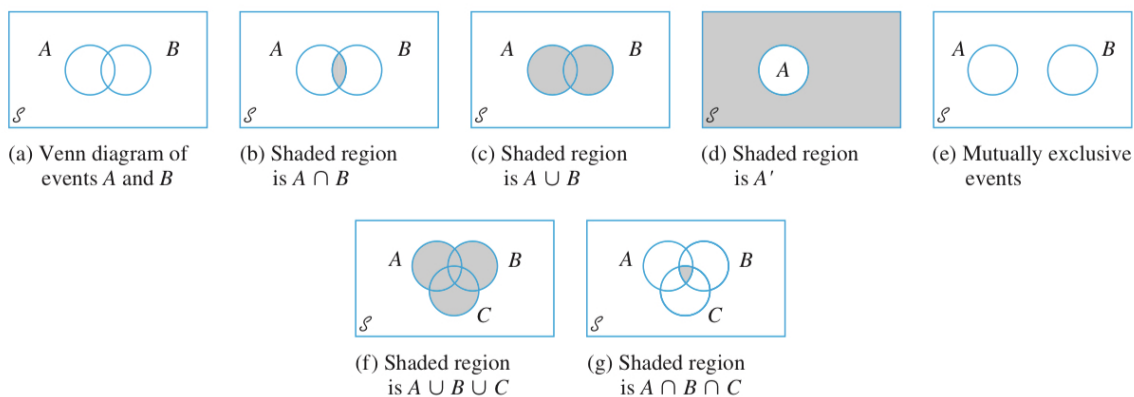 A B
𝒮
(a) Venn diagram of
events A and B
A B
𝒮
(b) Shaded region
is A ∩ B
A B
𝒮
(c) Shaded region
is A ∪ B
A
𝒮
(d) Shaded region
is A′
A B
𝒮
(e) Mutually exclusive
events
A B
C
𝒮
(f) Shaded region
is A ∪ B ∪ C
A B
C
𝒮
(g) Shaded region
is A ∩ B ∩ C